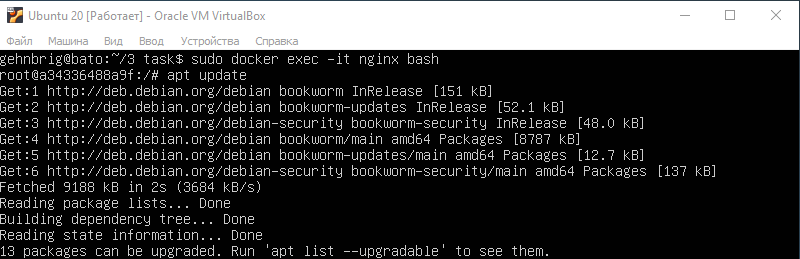 Ubuntu 20 [Работает] - Oracle VM VirtualBox
Файл Машина Вид Ввод Устройства Справка
gehnbrig@bato:~/3 task$ sudo docker exec -it nginx bash
root@a34336488a9f:/# apt update
Get:1 http://deb.debian.org/debian bookworm InRelease [151 kB]
Get:2 http://deb.debian.org/debian bookworm-updates InRelease [52.1 kB]
Get:3 http://deb.debian.org/debian-security bookworm-security InRelease [48.0 kB]
Get:4 http://deb.debian.org/debian bookworm/main amd64 Packages [8787 kB]
Get:5 http://deb.debian.org/debian bookworm-updates/main amd64 Packages [12.7 kB]
Get:6 http://deb.debian.org/debian-security bookworm-security/main amd64 Packages [137 kB]
Fetched 9188 kB in 2s (3684 kB/s)
Reading package lists... Done
Building dependency tree... Done
Reading state information... Done
13 packages can be upgraded. Run 'apt list --upgradable' to see them.